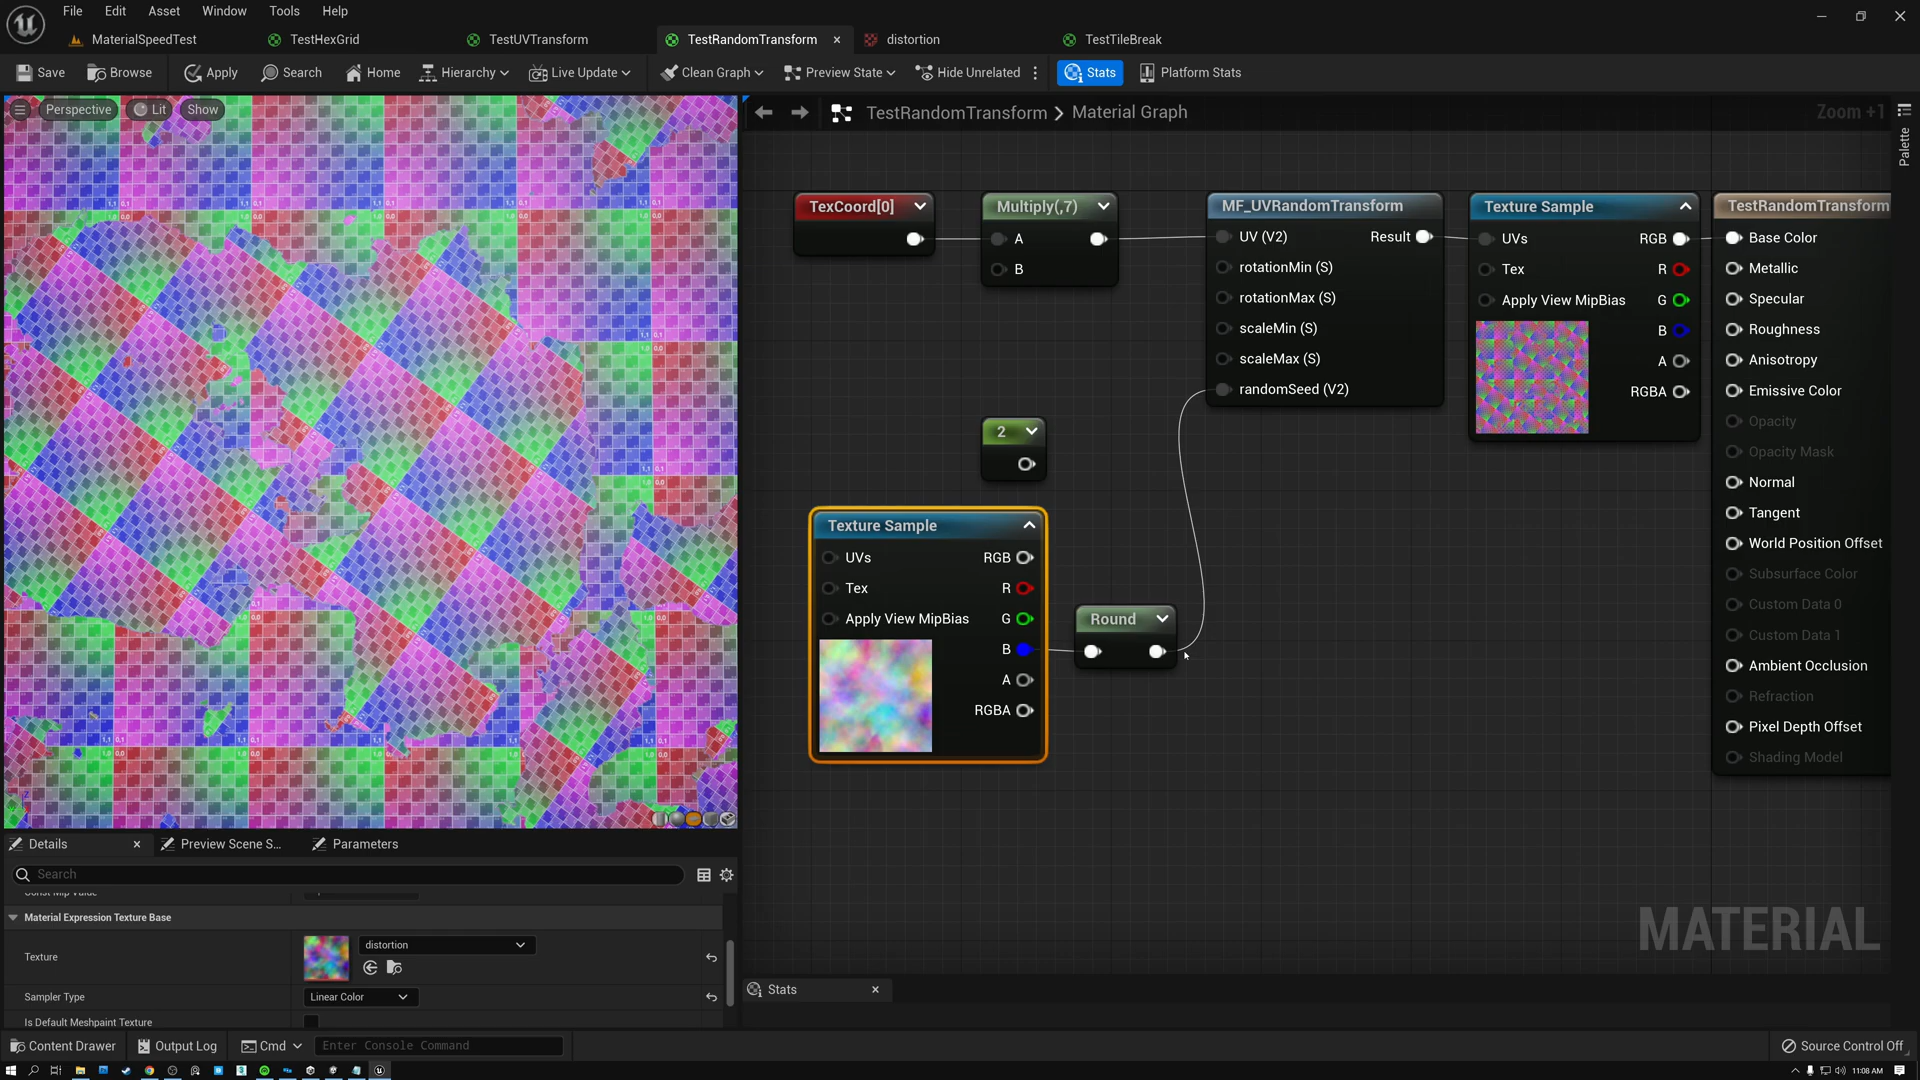 File Edit Asset Window Tools Help
MaterialSpeedTest TestHexGrid TestUVTransform TestRandomTransform distortion TestTileBreak
Save Browse Apply Search Home Hierarchy Live Update Clean Graph Preview State Hide Unrelated Stats Platform Stats
Perspective Lit Show
TestRandomTransform Material Graph
Zoom +1
Palette
TexCoord[0]
Multiply(,7)
A
B
MF_UVRandomTransform
UV (V2) Result
rotationMin (S)
rotationMax (S)
scaleMin (S)
scaleMax (S)
randomSeed (V2)
Texture Sample
UVs RGB
Tex R
Apply View MipBias G
B
A
RGBA
TestRandomTransform
Base Color
Metallic
Specular
Roughness
Anisotropy
Emissive Color
Opacity
Opacity Mask
Normal
Tangent
World Position Offset
Subsurface Color
Custom Data 0
Custom Data 1
Ambient Occlusion
Refraction
Pixel Depth Offset
Shading Model
2
Texture Sample
UVs RGB
Tex R
Apply View MipBias G
B
A
RGBA
Round
MATERIAL
Stats
Details Preview Scene S... Parameters
Search
Material Expression Texture Base
Texture distortion
Sampler Type Linear Color
Is Default Meshpaint Texture
Content Drawer Output Log Cmd Enter Console Command Source Control Off
11:08 AM